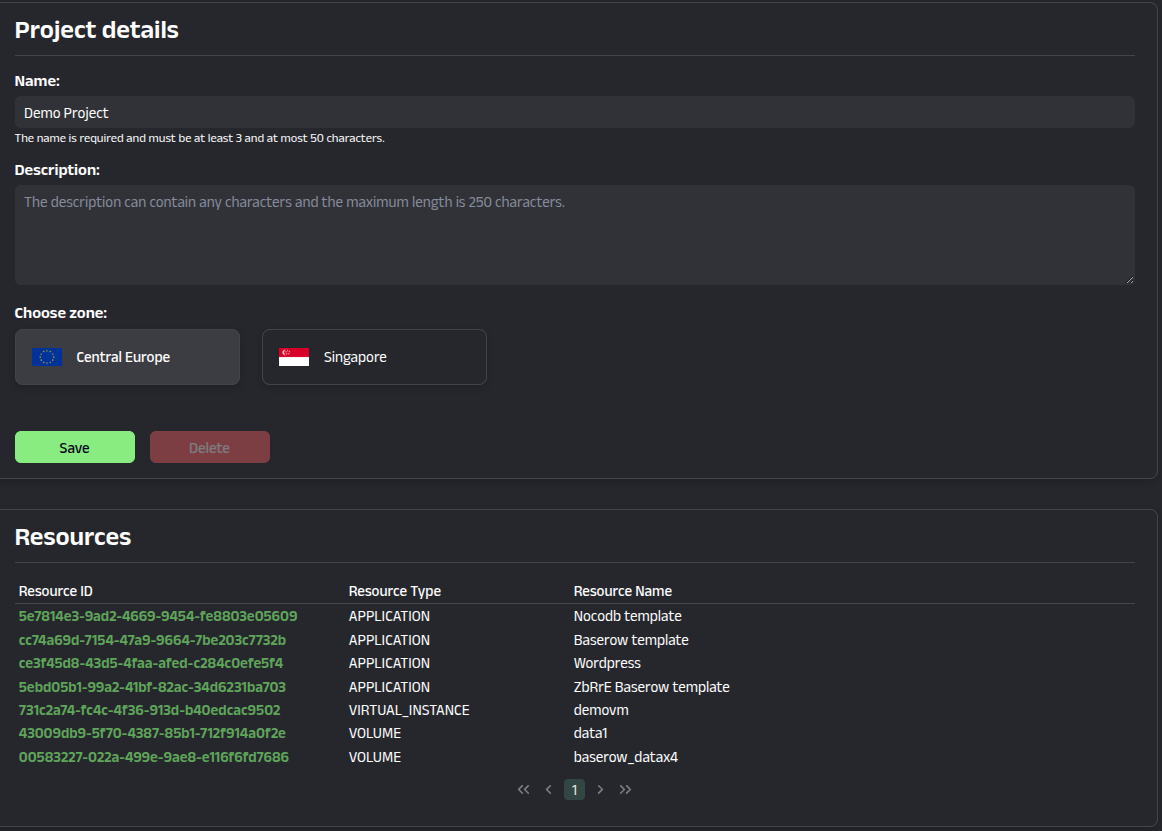 Project details
Name:
Demo Project
The name is required and must be at least 3 and at most 50 characters.
Description:
The description can contain any characters and the maximum length is 250 characters.
Choose zone:
Central Europe Singapore
Save Delete
Resources
Resource ID Resource Type Resource Name
5e7814e3-9ad2-4669-9454-fe8803e05609 APPLICATION Nocodb template
cc74a69d-7154-47a9-9664-7be203c7732b APPLICATION Baserow template
ce3f45d8-43d5-4faa-afed-c284c0efe5f4 APPLICATION Wordpress
5ebd05b1-99a2-41bf-82ac-34d6231ba703 APPLICATION ZbRrE Baserow template
731c2a74-fc4c-4f36-913d-b40edcac9502 VIRTUAL_INSTANCE demovm
43009db9-5f70-4387-85b1-712f914a0f2e VOLUME data1
00583227-022a-499e-9ae8-e116f6fd7686 VOLUME baserow_datax4
1